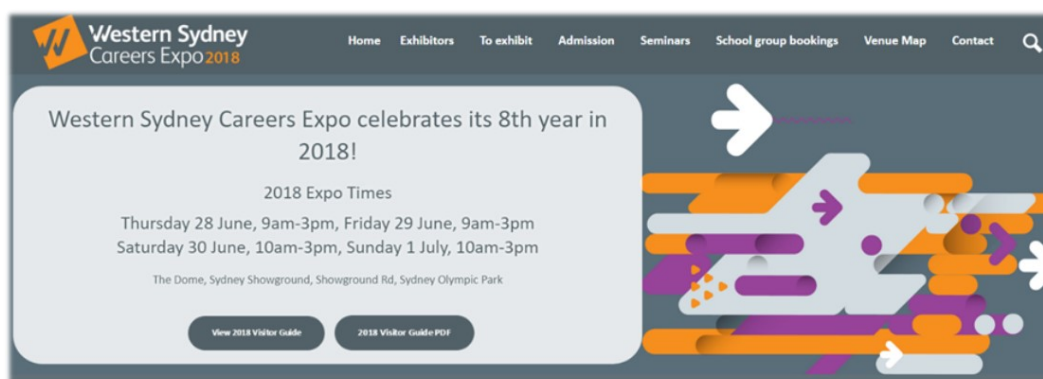 Western Sydney
Careers Expo 2018
Home Exhibitors To exhibit Admission Seminars School group bookings Venue Map Contact
Western Sydney Careers Expo celebrates its 8th year in
2018!
2018 Expo Times
Thursday 28 June, 9am-3pm, Friday 29 June, 9am-3pm
Saturday 30 June, 10am-3pm, Sunday 1 July, 10am-3pm
The Dome, Sydney Showground, Showground Rd, Sydney Olympic Park
View 2018 Visitor Guide 2018 Visitor Guide PDF